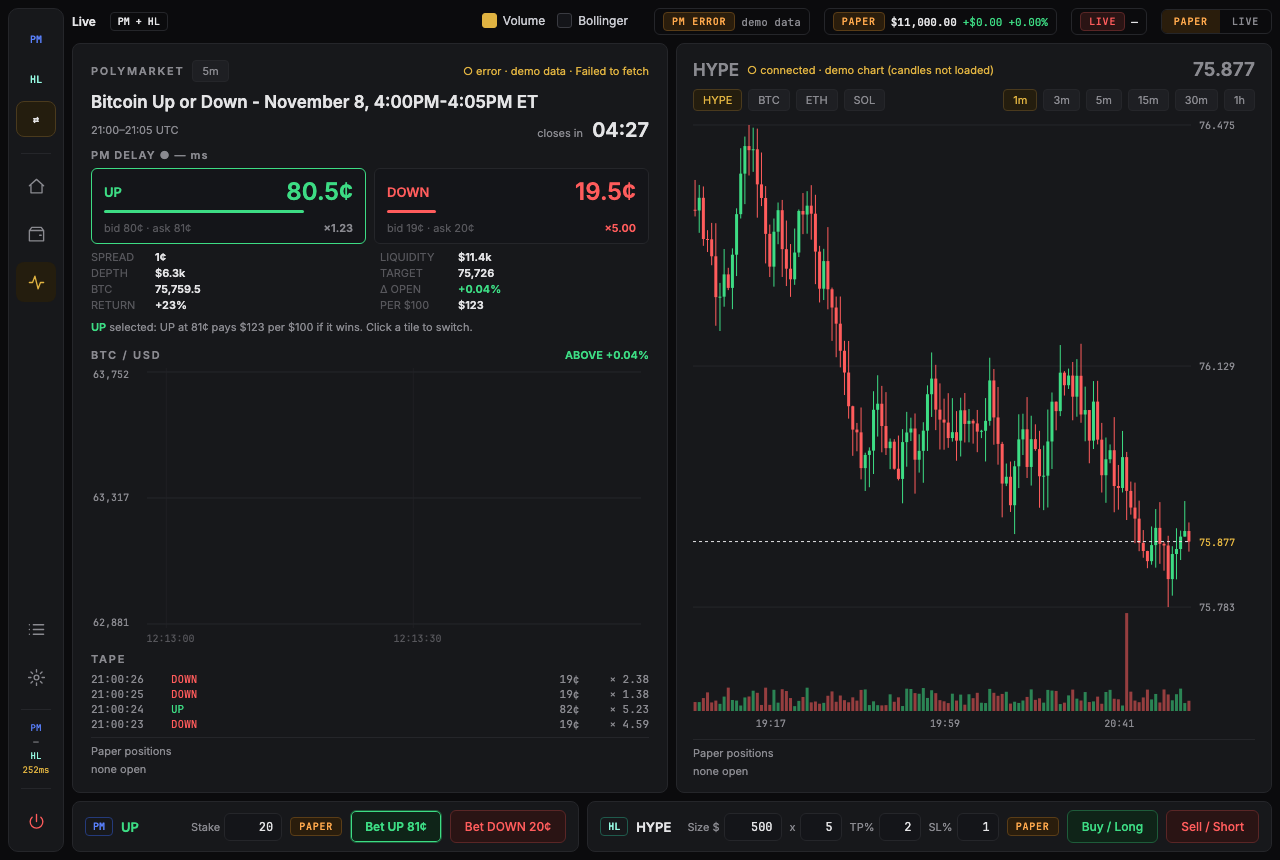 PM
HL
⇄
PM
—
HL
252ms
Live PM + HL Volume Bollinger PM ERROR demo data PAPER $11,000.00 +$0.00 +0.00% LIVE — PAPER LIVE
POLYMARKET 5m error · demo data · Failed to fetch
Bitcoin Up or Down - November 8, 4:00PM-4:05PM ET
21:00–21:05 UTC closes in 04:27
PM DELAY — ms
UP 80.5¢
bid 80¢ · ask 81¢ ×1.23
DOWN 19.5¢
bid 19¢ · ask 20¢ ×5.00
SPREAD 1¢ LIQUIDITY $11.4k
DEPTH $6.3k TARGET 75,726
BTC 75,759.5 Δ OPEN +0.04%
RETURN +23% PER $100 $123
UP selected: UP at 81¢ pays $123 per $100 if it wins. Click a tile to switch.
BTC / USD ABOVE +0.04%
63,752
63,317
62,881
12:13:00 12:13:30
TAPE
21:00:26 DOWN 19¢ × 2.38
21:00:25 DOWN 19¢ × 1.38
21:00:24 UP 82¢ × 5.23
21:00:23 DOWN 19¢ × 4.59
Paper positions
none open
HYPE connected · demo chart (candles not loaded) 75.877
HYPE BTC ETH SOL 1m 3m 5m 15m 30m 1h
76.475
76.129
75.877
75.783
19:17 19:59 20:41
Paper positions
none open
PM UP Stake 20 PAPER Bet UP 81¢ Bet DOWN 20¢
HL HYPE Size $ 500 x 5 TP% 2 SL% 1 PAPER Buy / Long Sell / Short